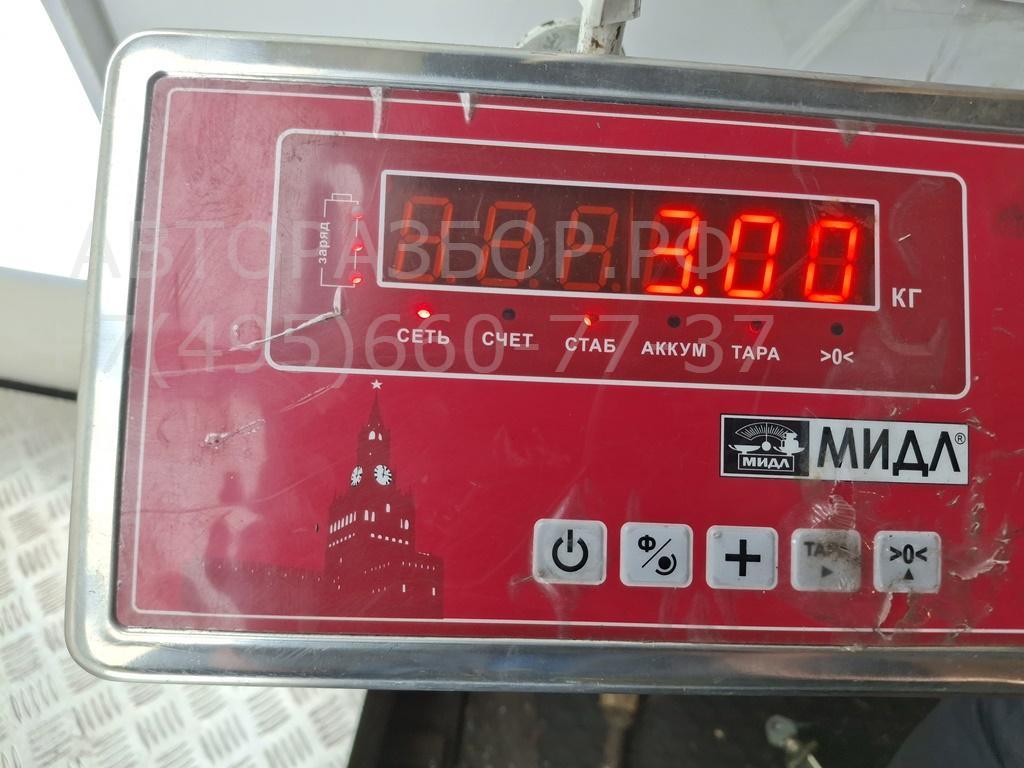 заряд
3.00
КГ
СЕТЬ СЧЕТ СТАБ АККУМ ТАРА >0<
АВТОРАЗБОР.РФ
7(495)660-77-37
МИДЛ МИДЛ®
Ф
ТАРА >0<